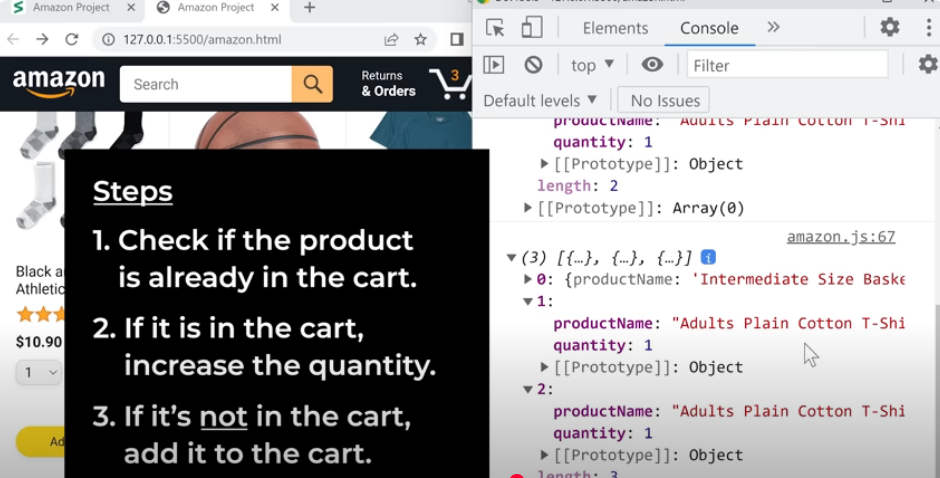 Amazon Project
Amazon Project
127.0.0.1:5500/amazon.html
amazon
Search
Returns
& Orders
3
Steps
1. Check if the product
is already in the cart.
2. If it is in the cart,
increase the quantity.
3. If it's not in the cart,
add it to the cart.
Black
Athletic
$10.90
1
Elements
Console
top
Filter
Default levels
No Issues
productName: "Adults Plain Cotton T-Shi
quantity: 1
[[Prototype]]: Object
length: 2
[[Prototype]]: Array(0)
amazon.js:67
(3) [{…}, {…}, {…}]
0: {productName: 'Intermediate Size Baske
1:
productName: "Adults Plain Cotton T-Shi
quantity: 1
[[Prototype]]: Object
2:
productName: "Adults Plain Cotton T-Shi
quantity: 1
[[Prototype]]: Object
length: 3